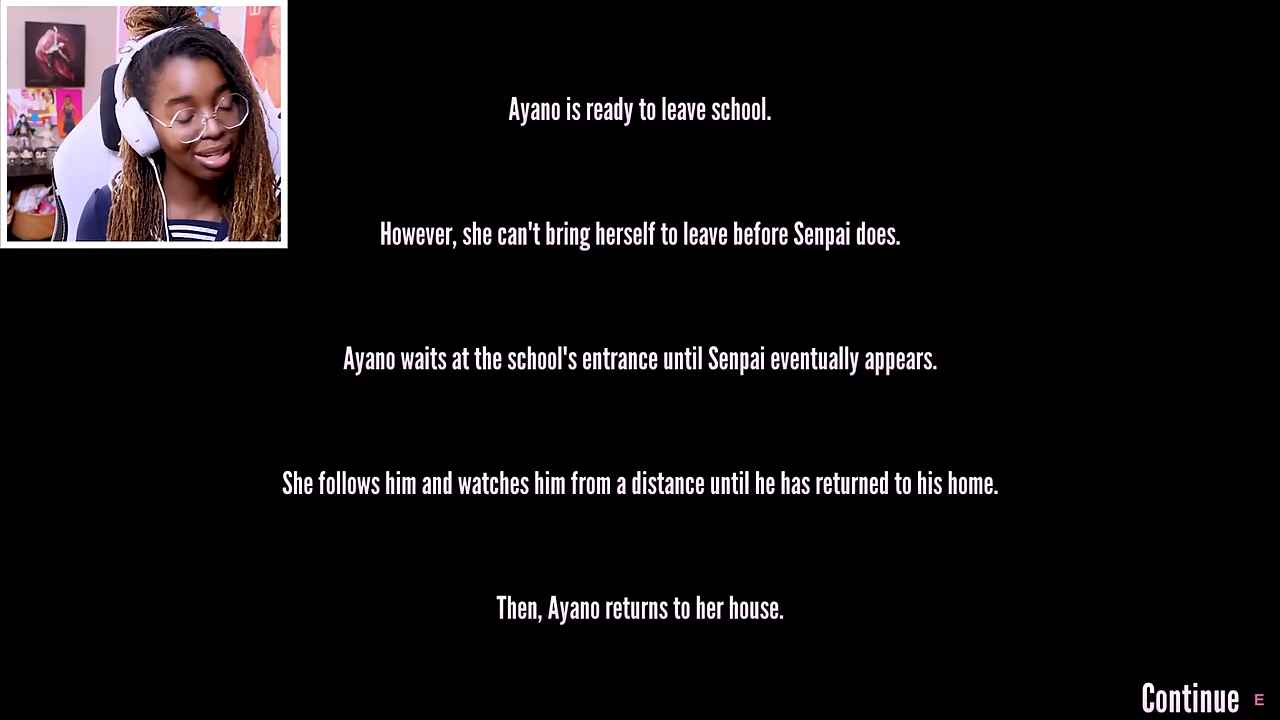 Ayano is ready to leave school.
However, she can't bring herself to leave before Senpai does.
Ayano waits at the school's entrance until Senpai eventually appears.
She follows him and watches him from a distance until he has returned to his home.
Then, Ayano returns to her house.
Continue E